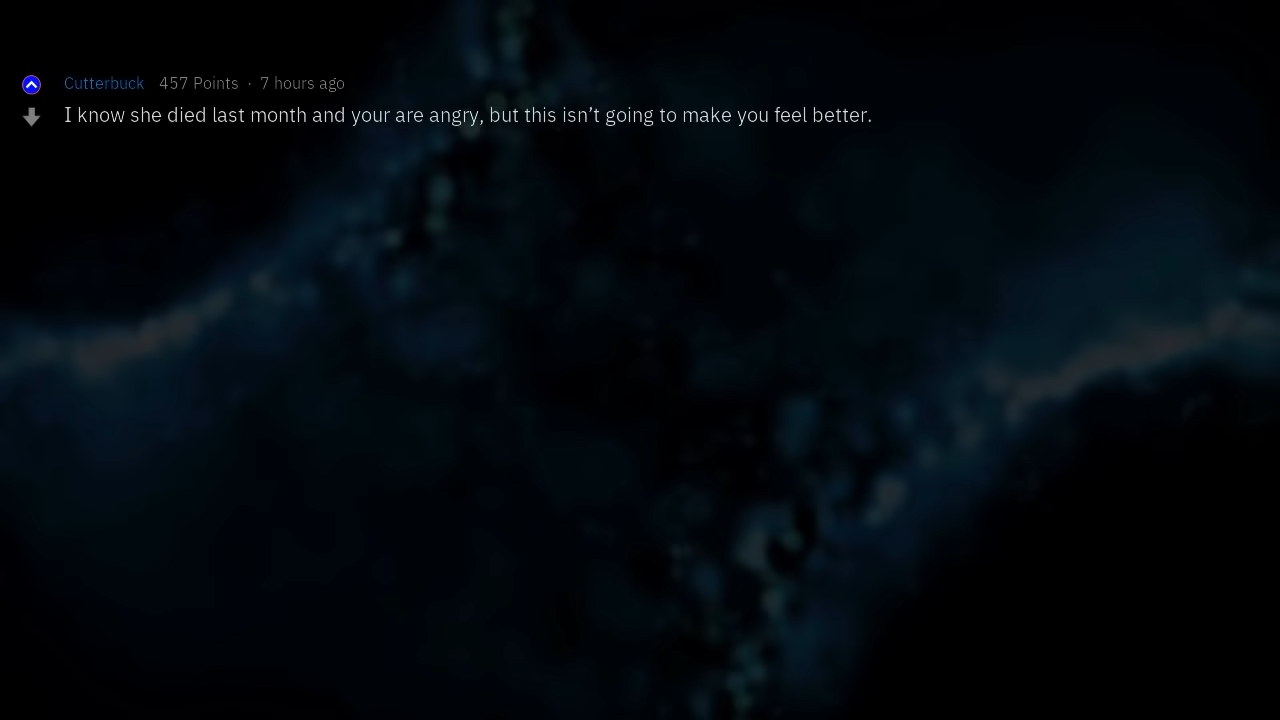 Cutterbuck 457 Points · 7 hours ago
I know she died last month and your are angry, but this isn’t going to make you feel better.